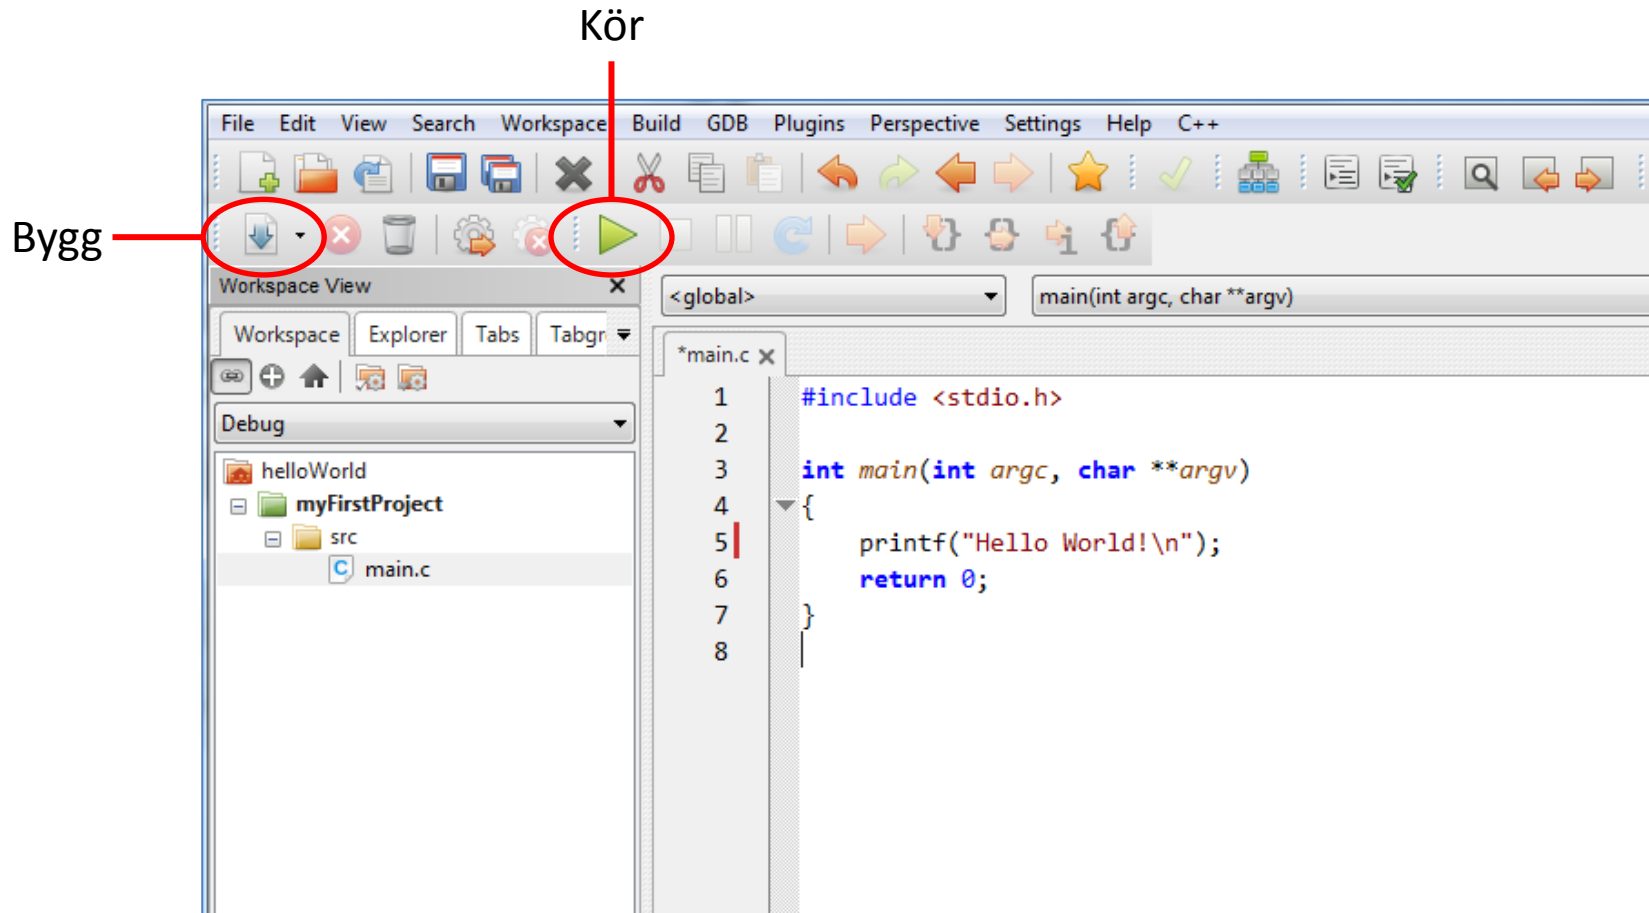 Kör
File Edit View Search Workspace Build GDB Plugins Perspective Settings Help C++
Bygg
Workspace View
<global>
main(int argc, char **argv)
Workspace Explorer Tabs Tabgr
*main.c
Debug
helloWorld
myFirstProject
src
main.c
1 #include <stdio.h>
2
3 int main(int argc, char **argv)
4 {
5 printf("Hello World!\n");
6 return 0;
7 }
8